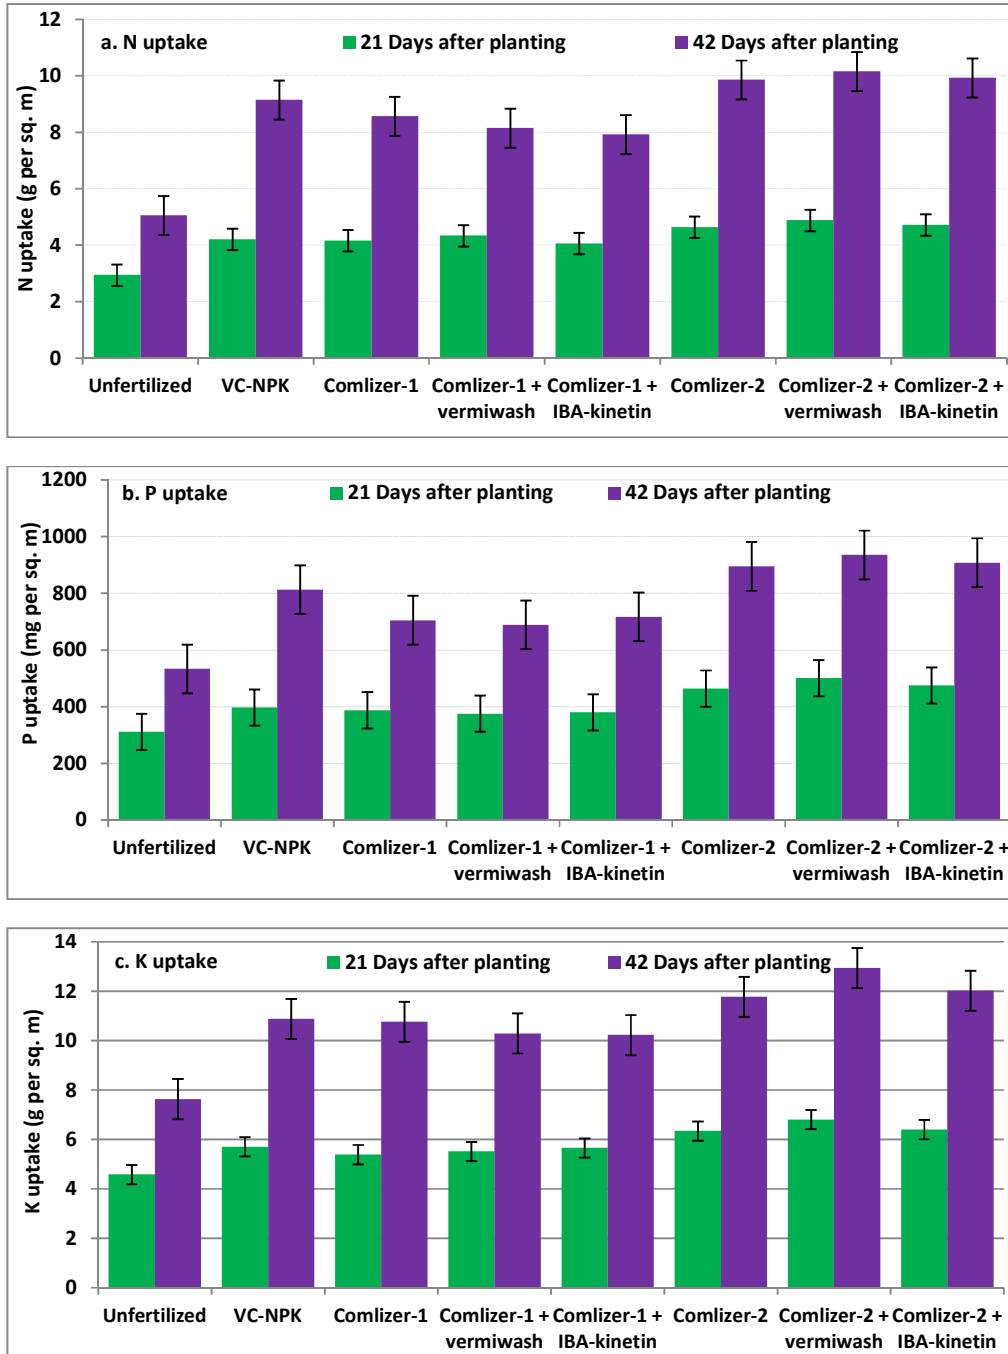 12
a. N uptake
21 Days after planting
42 Days after planting
10
8
6
4
2
0
N uptake (g per sq. m)
Unfertilized
VC-NPK
Comlizer-1
Comlizer-1 +
vermiwash
Comlizer-1 +
IBA-kinetin
Comlizer-2
Comlizer-2 +
vermiwash
Comlizer-2 +
IBA-kinetin
1200
b. P uptake
21 Days after planting
42 Days after planting
1000
800
600
400
200
0
P uptake (mg per sq. m)
Unfertilized
VC-NPK
Comlizer-1
Comlizer-1 +
vermiwash
Comlizer-1 +
IBA-kinetin
Comlizer-2
Comlizer-2 +
vermiwash
Comlizer-2 +
IBA-kinetin
14
c. K uptake
21 Days after planting
42 Days after planting
12
10
8
6
4
2
0
K uptake (g per sq. m)
Unfertilized
VC-NPK
Comlizer-1
Comlizer-1 +
vermiwash
Comlizer-1 +
IBA-kinetin
Comlizer-2
Comlizer-2 +
vermiwash
Comlizer-2 +
IBA-kinetin